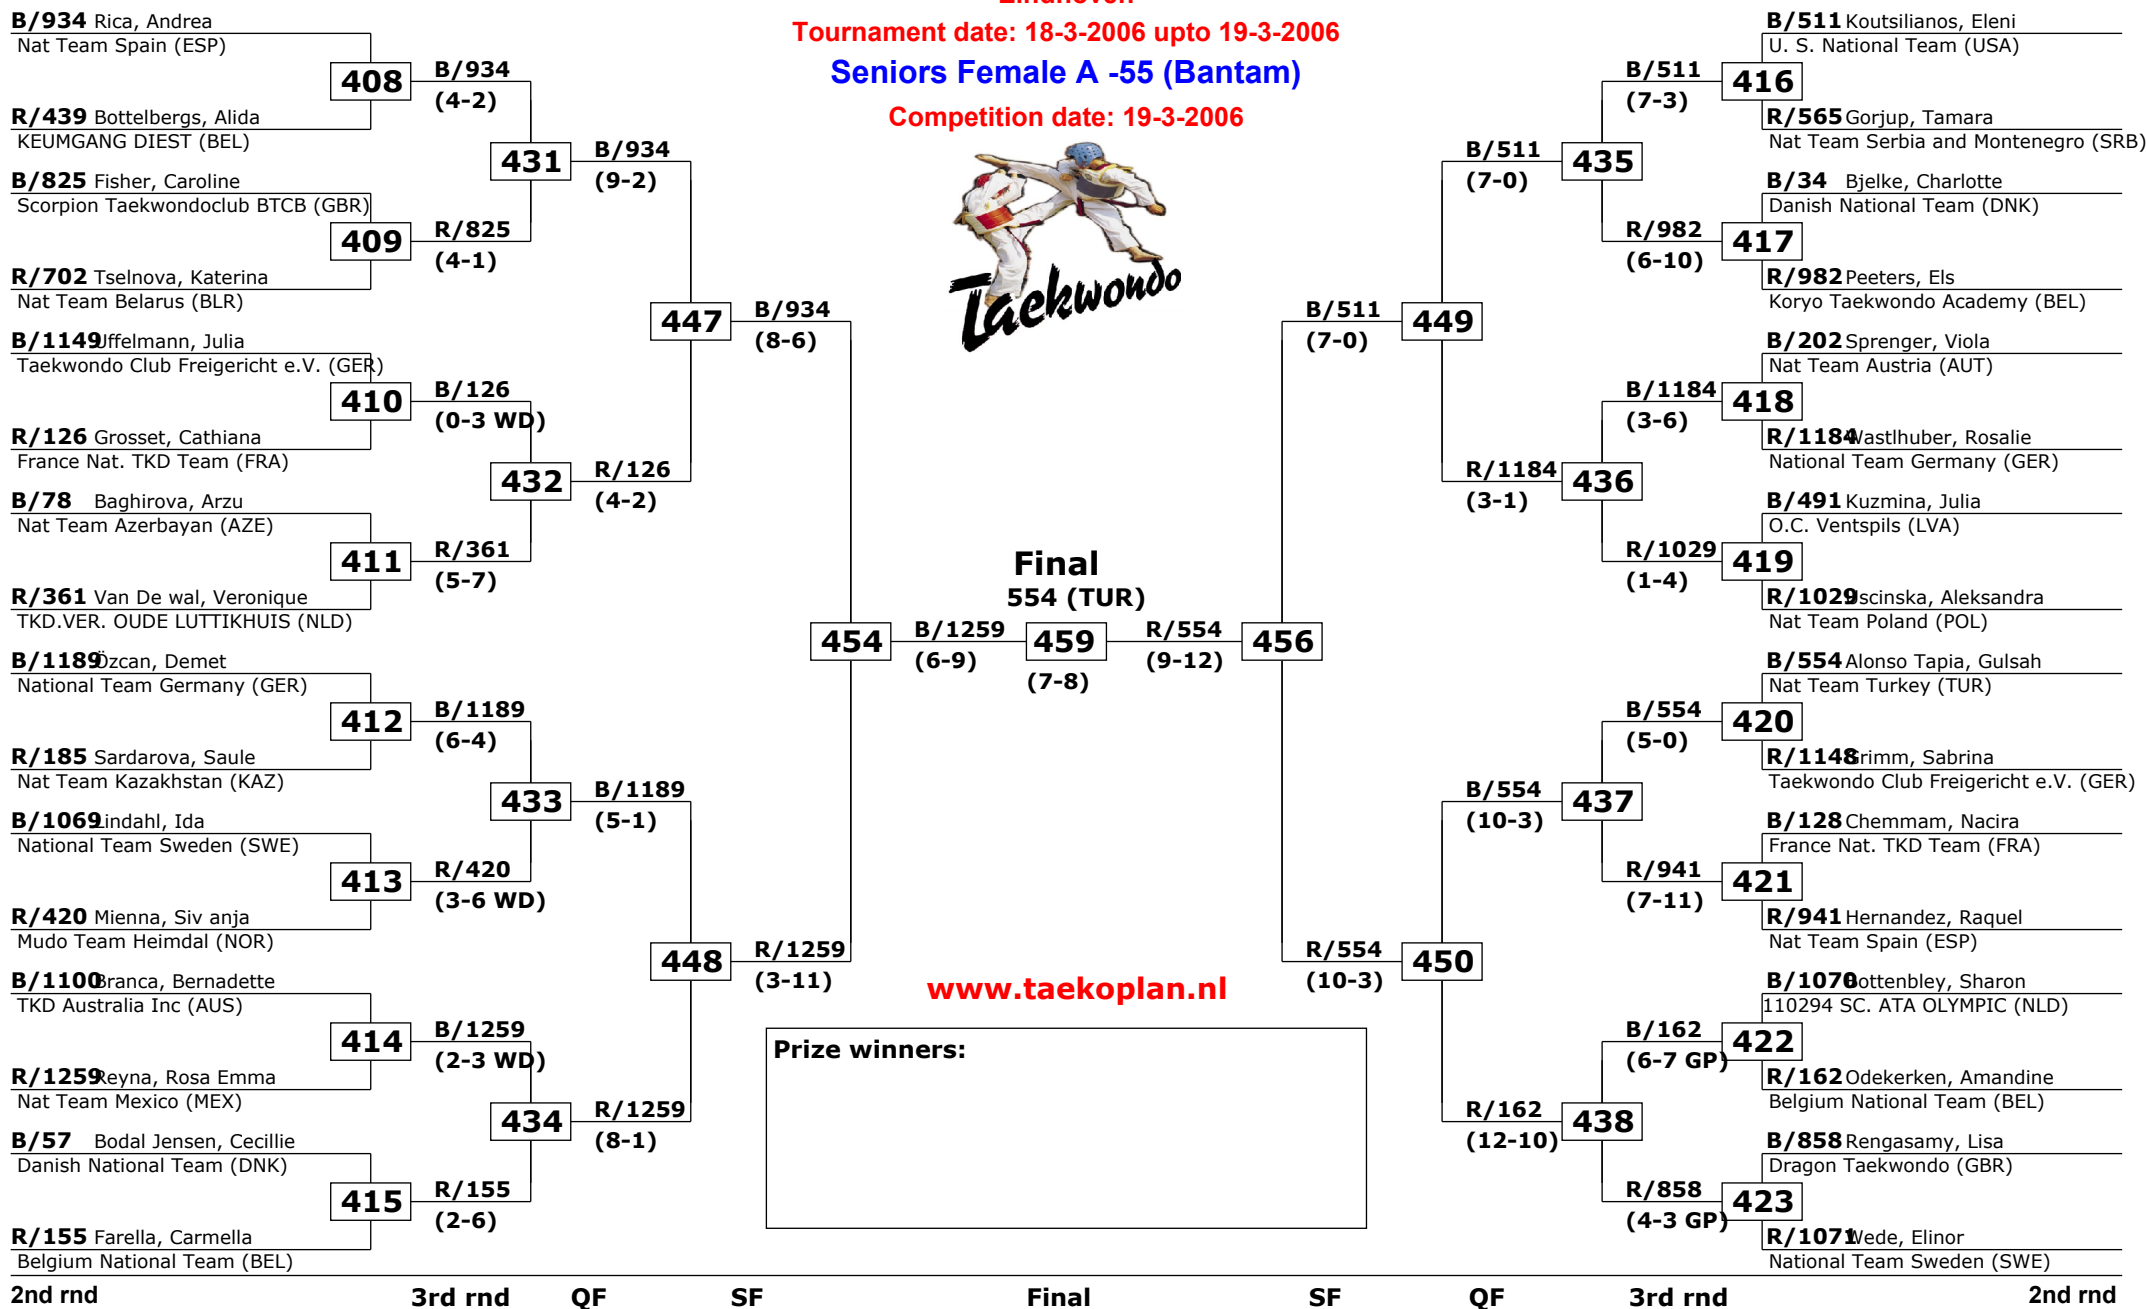 Eindhoven
Tournament date: 18-3-2006 upto 19-3-2006
Seniors Female A -55 (Bantam)
Competition date: 19-3-2006
Taekwondo
B/934 Rica, Andrea
Nat Team Spain (ESP)
408
B/934
(4-2)
R/439 Bottelbergs, Alida
KEUMGANG DIEST (BEL)
431
B/934
(9-2)
B/825 Fisher, Caroline
Scorpion Taekwondoclub BTCB (GBR)
409
R/825
(4-1)
R/702 Tselnova, Katerina
Nat Team Belarus (BLR)
447
B/934
(8-6)
B/1149 Uffelmann, Julia
Taekwondo Club Freigericht e.V. (GER)
410
B/126
(0-3 WD)
R/126 Grosset, Cathiana
France Nat. TKD Team (FRA)
432
R/126
(4-2)
B/78 Baghirova, Arzu
Nat Team Azerbayan (AZE)
411
R/361
(5-7)
R/361 Van De wal, Veronique
TKD.VER. OUDE LUTTIKHUIS (NLD)
454
B/1259
(6-9)
B/1189 Özcan, Demet
National Team Germany (GER)
412
B/1189
(6-4)
R/185 Sardarova, Saule
Nat Team Kazakhstan (KAZ)
433
B/1189
(5-1)
B/1069 Lindahl, Ida
National Team Sweden (SWE)
413
R/420
(3-6 WD)
R/420 Mienna, Siv anja
Mudo Team Heimdal (NOR)
448
R/1259
(3-11)
B/1100 Branca, Bernadette
TKD Australia Inc (AUS)
414
B/1259
(2-3 WD)
R/1259 Reyna, Rosa Emma
Nat Team Mexico (MEX)
434
R/1259
(8-1)
B/57 Bodal Jensen, Cecillie
Danish National Team (DNK)
415
R/155
(2-6)
R/155 Farella, Carmella
Belgium National Team (BEL)
Final
554 (TUR)
459
(7-8)
B/511 Koutsilianos, Eleni
U. S. National Team (USA)
B/511
(7-3)
416
R/565 Gorjup, Tamara
Nat Team Serbia and Montenegro (SRB)
B/511
(7-0)
435
B/34 Bjelke, Charlotte
Danish National Team (DNK)
R/982
(6-10)
417
R/982 Peeters, Els
Koryo Taekwondo Academy (BEL)
B/511
(7-0)
449
B/202 Sprenger, Viola
Nat Team Austria (AUT)
B/1184
(3-6)
418
R/1184 Wastlhuber, Rosalie
National Team Germany (GER)
R/1184
(3-1)
436
B/491 Kuzmina, Julia
O.C. Ventspils (LVA)
R/1029
(1-4)
419
R/1029 Uscinska, Aleksandra
Nat Team Poland (POL)
R/554
(9-12)
456
B/554 Alonso Tapia, Gulsah
Nat Team Turkey (TUR)
B/554
(5-0)
420
R/1148 Grimm, Sabrina
Taekwondo Club Freigericht e.V. (GER)
B/554
(10-3)
437
B/128 Chemmam, Nacira
France Nat. TKD Team (FRA)
R/941
(7-11)
421
R/941 Hernandez, Raquel
Nat Team Spain (ESP)
R/554
(10-3)
450
B/1070 Bottenbley, Sharon
110294 SC. ATA OLYMPIC (NLD)
B/162
(6-7 GP)
422
R/162 Odekerken, Amandine
Belgium National Team (BEL)
R/162
(12-10)
438
B/858 Rengasamy, Lisa
Dragon Taekwondo (GBR)
R/858
(4-3 GP)
423
R/1071 Wede, Elinor
National Team Sweden (SWE)
www.taekoplan.nl
Prize winners:
2nd rnd 3rd rnd QF SF Final SF QF 3rd rnd 2nd rnd